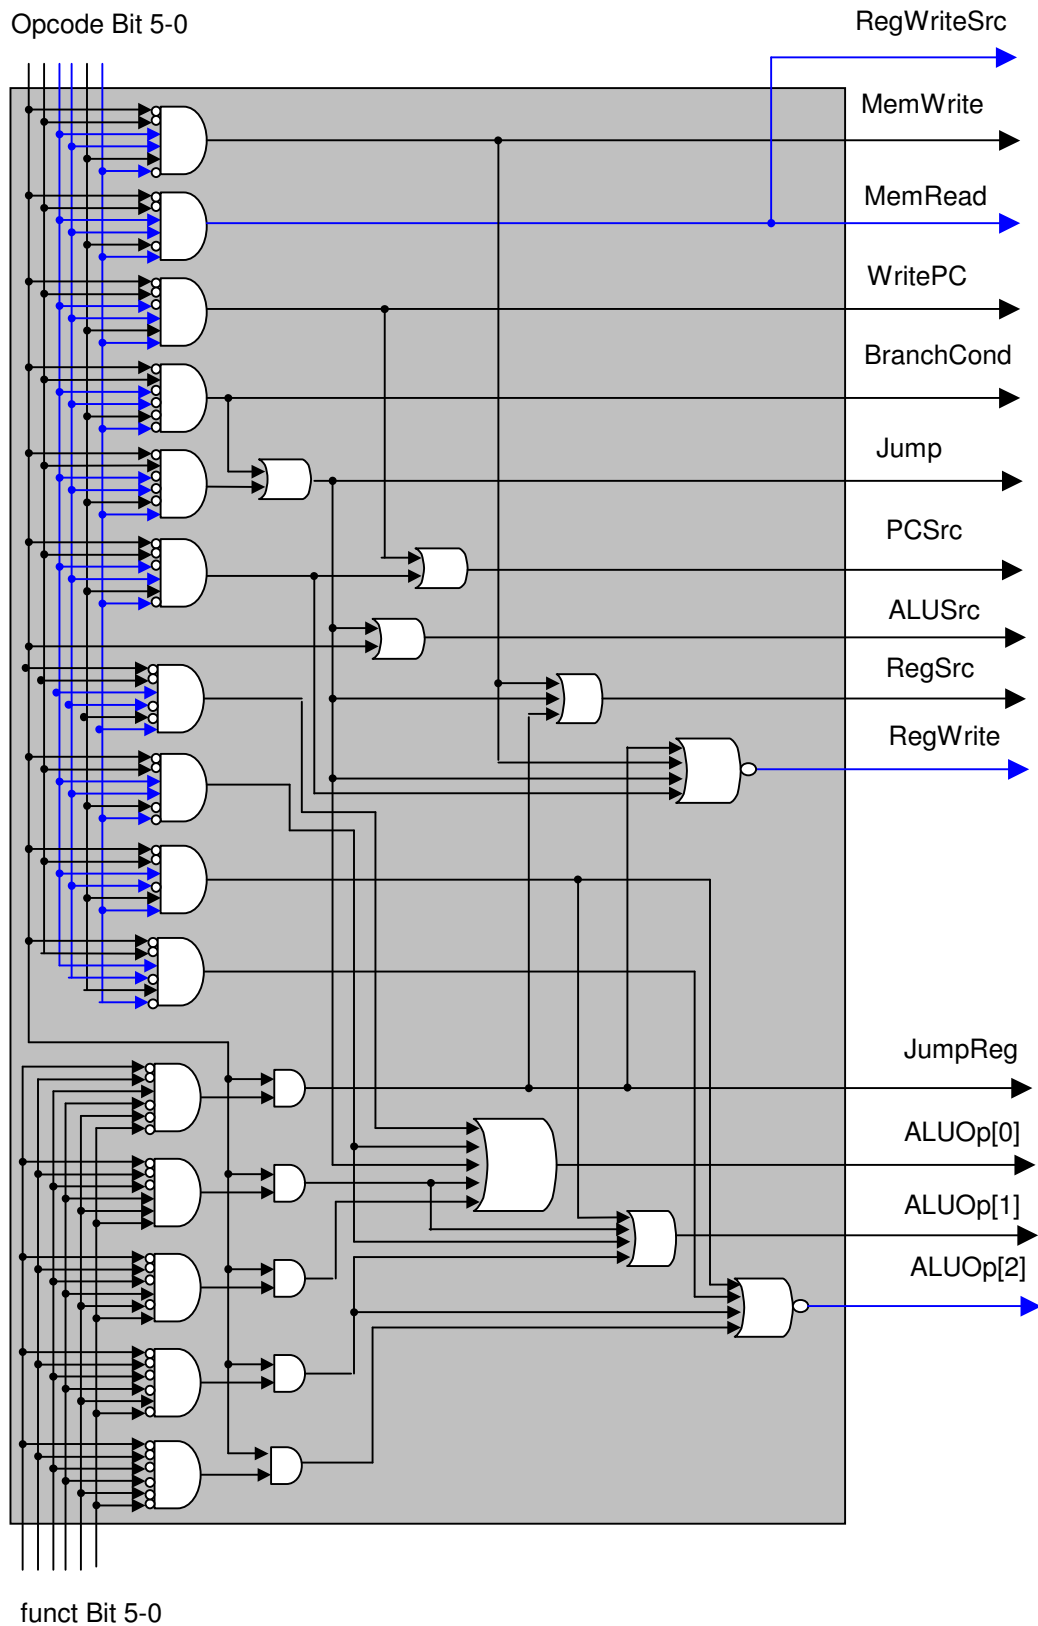 Opcode Bit 5-0
RegWriteSrc
MemWrite
MemRead
WritePC
BranchCond
Jump
PCSrc
ALUSrc
RegSrc
RegWrite
JumpReg
ALUOp[0]
ALUOp[1]
ALUOp[2]
funct Bit 5-0